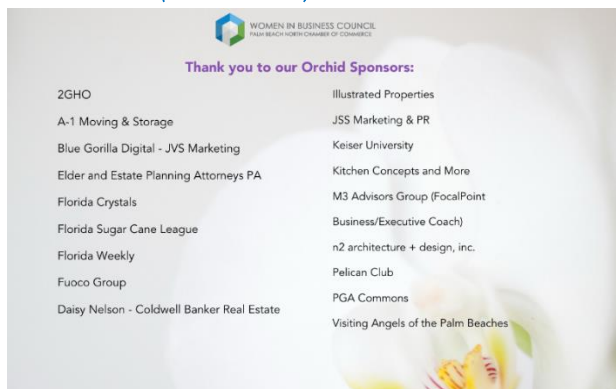 WOMEN IN BUSINESS COUNCIL
PALM BEACH NORTH CHAMBER OF COMMERCE
Thank you to our Orchid Sponsors:
2GHO
A-1 Moving & Storage
Blue Gorilla Digital - JVS Marketing
Elder and Estate Planning Attorneys PA
Florida Crystals
Florida Sugar Cane League
Florida Weekly
Fuoco Group
Daisy Nelson - Coldwell Banker Real Estate
Illustrated Properties
JSS Marketing & PR
Keiser University
Kitchen Concepts and More
M3 Advisors Group (FocalPoint
Business/Executive Coach)
n2 architecture + design, inc.
Pelican Club
PGA Commons
Visiting Angels of the Palm Beaches